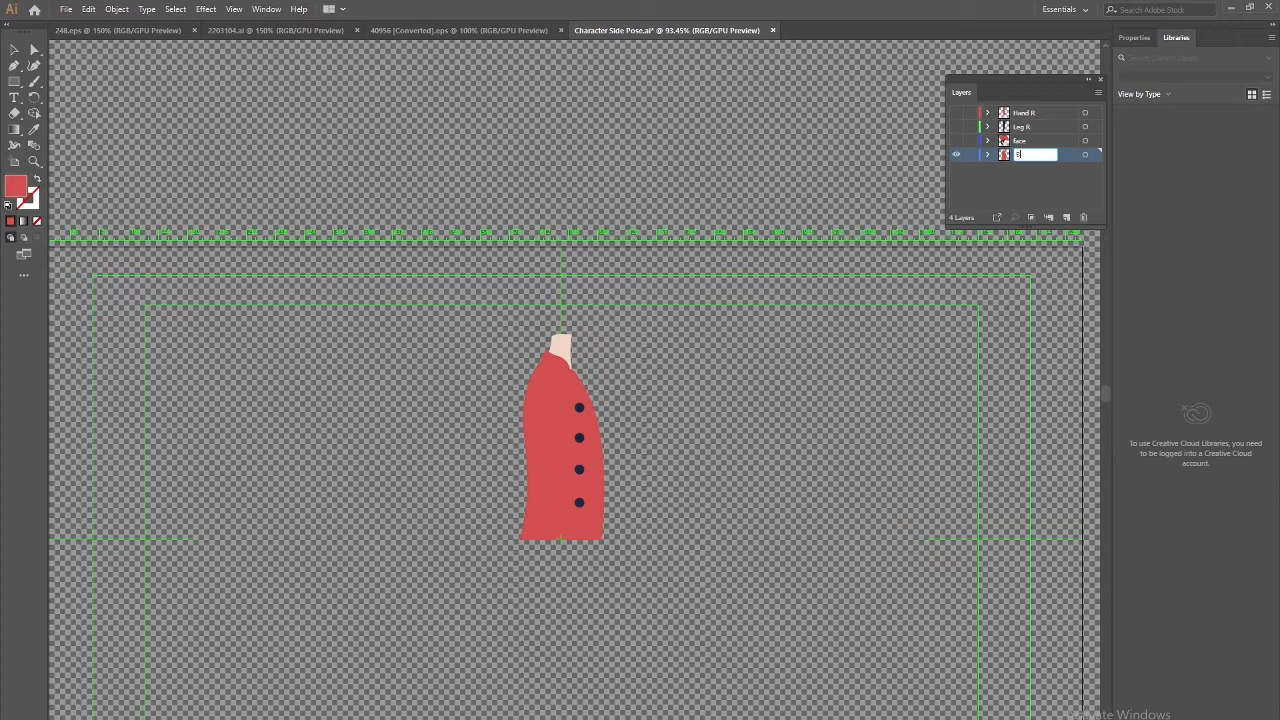 Ai File Edit Object Type Select Effect View Window Help Essentials Search Adobe Stock
248.eps @ 150% (RGB/GPU Preview) × 2203104.ai @ 150% (RGB/GPU Preview) × 40956 [Converted].eps @ 100% (RGB/GPU Preview) × Character Side Pose.ai* @ 93.45% (RGB/GPU Preview) ×
Properties Libraries
View by Type
Layers
Hand R
Leg R
face
4 Layers
To use Creative Cloud Libraries, you need
to be logged into a Creative Cloud
account.